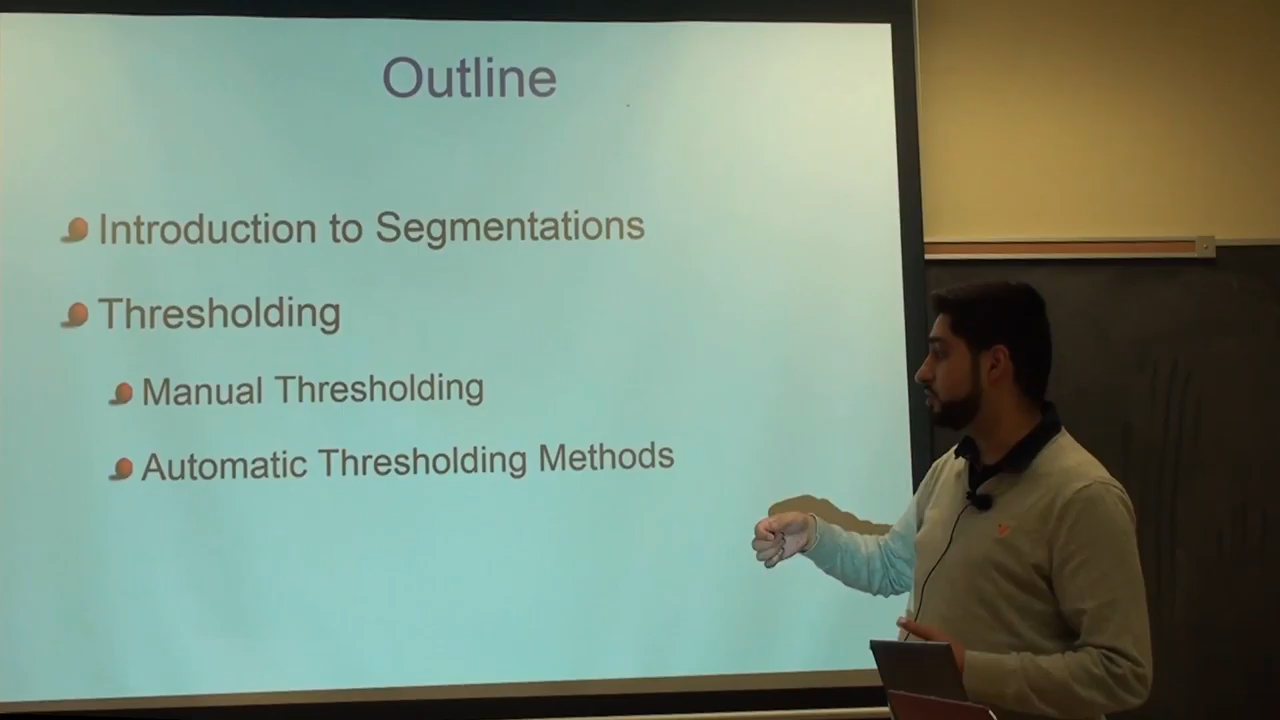 Outline
Introduction to Segmentations
Thresholding
Manual Thresholding
Automatic Thresholding Methods